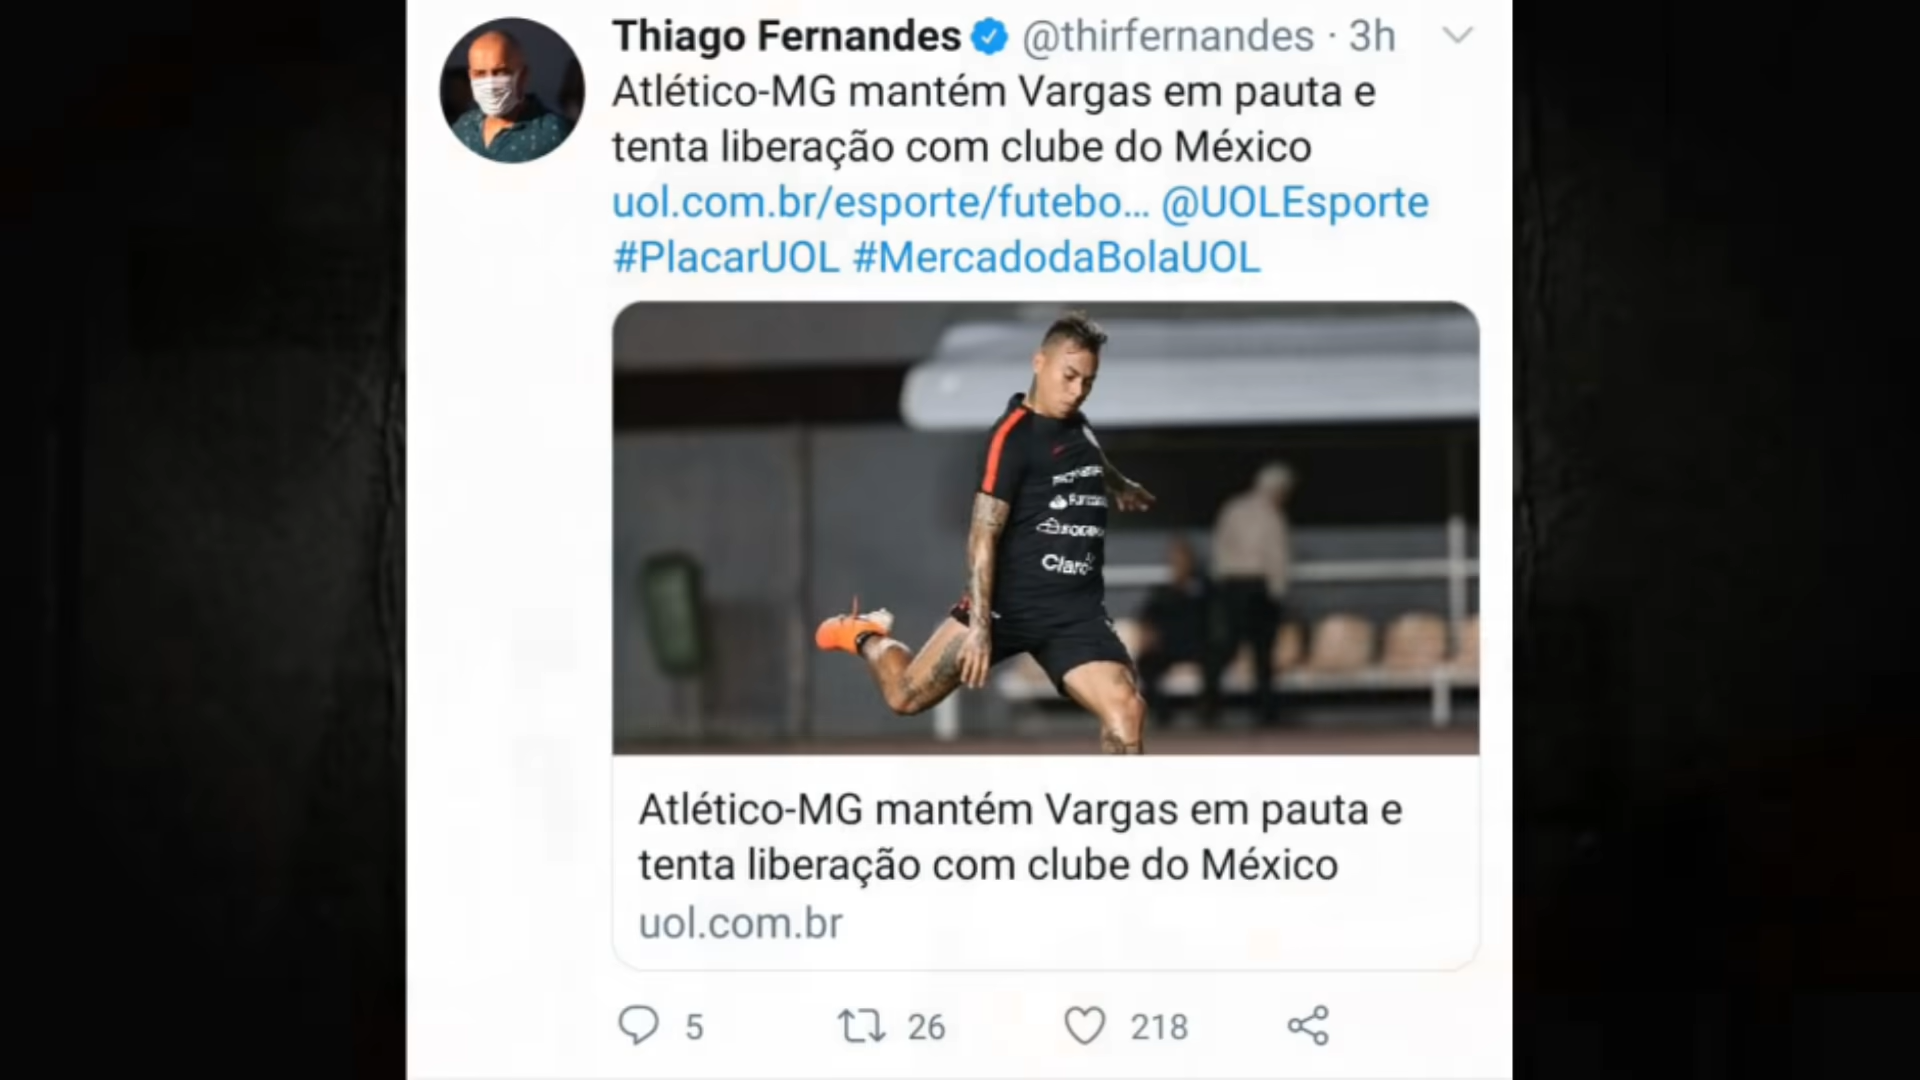 Thiago Fernandes @thirfernandes · 3h
Atlético-MG mantém Vargas em pauta e
tenta liberação com clube do México
uol.com.br/esporte/futebo... @UOLEsporte
#PlacarUOL #MercadodaBolaUOL
Claro
Atlético-MG mantém Vargas em pauta e
tenta liberação com clube do México
uol.com.br
5 26 218